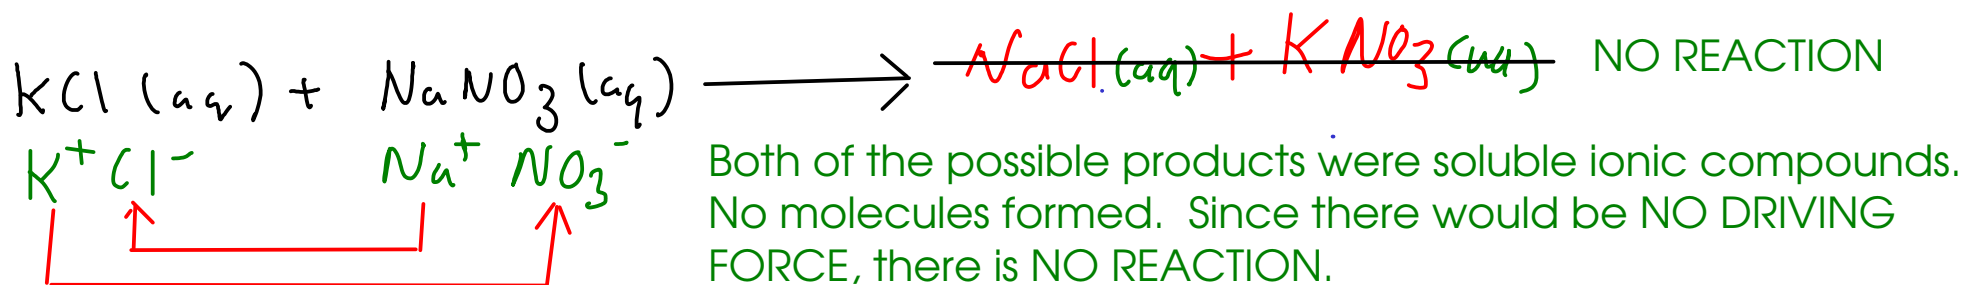 KCl (aq) + NaNO3 (aq) → NaCl (aq) + KNO3 (aq) NO REACTION
K+ Cl- Na+ NO3-
Both of the possible products were soluble ionic compounds.
No molecules formed. Since there would be NO DRIVING
FORCE, there is NO REACTION.